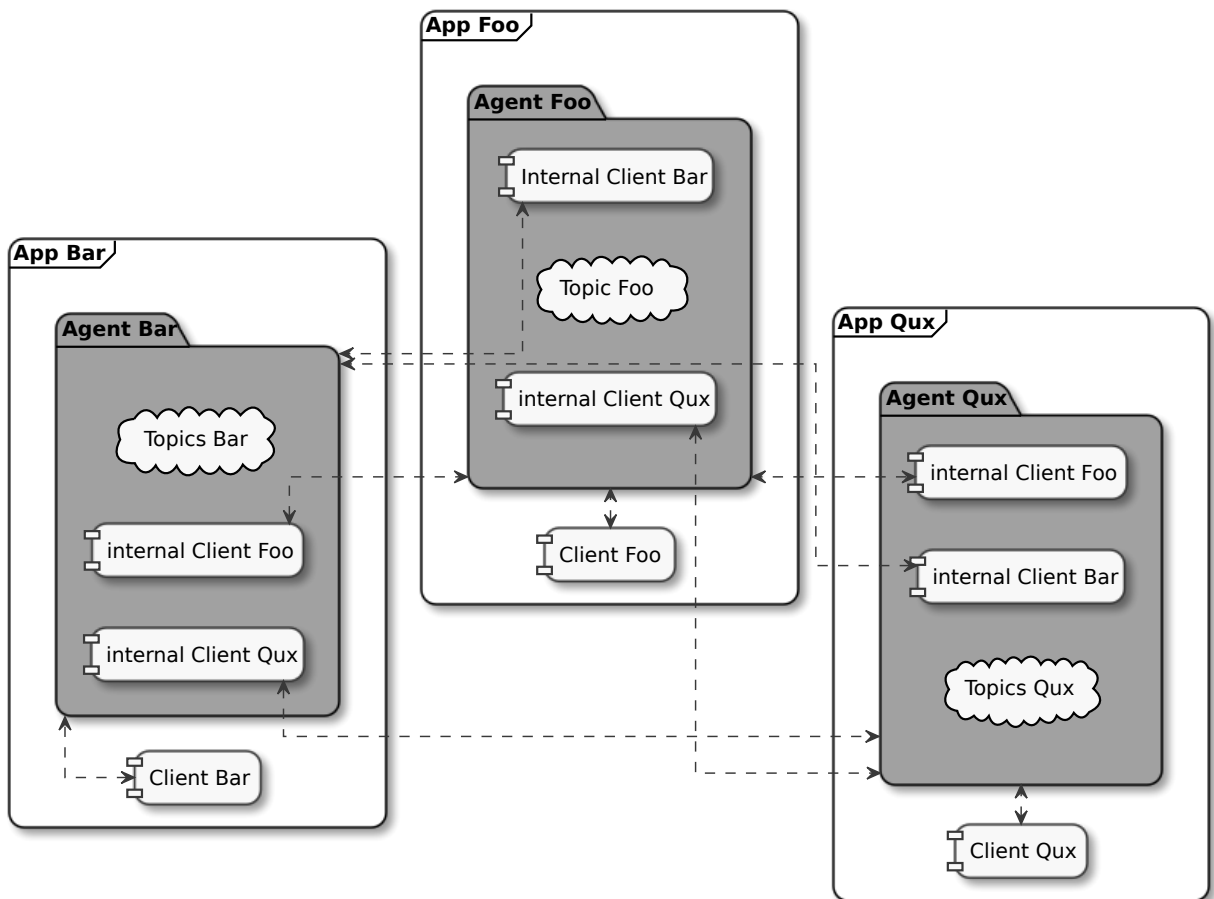 App Foo
Agent Foo
Internal Client Bar
Topic Foo
internal Client Qux
Client Foo
App Bar
Agent Bar
Topics Bar
internal Client Foo
internal Client Qux
Client Bar
App Qux
Agent Qux
internal Client Foo
internal Client Bar
Topics Qux
Client Qux